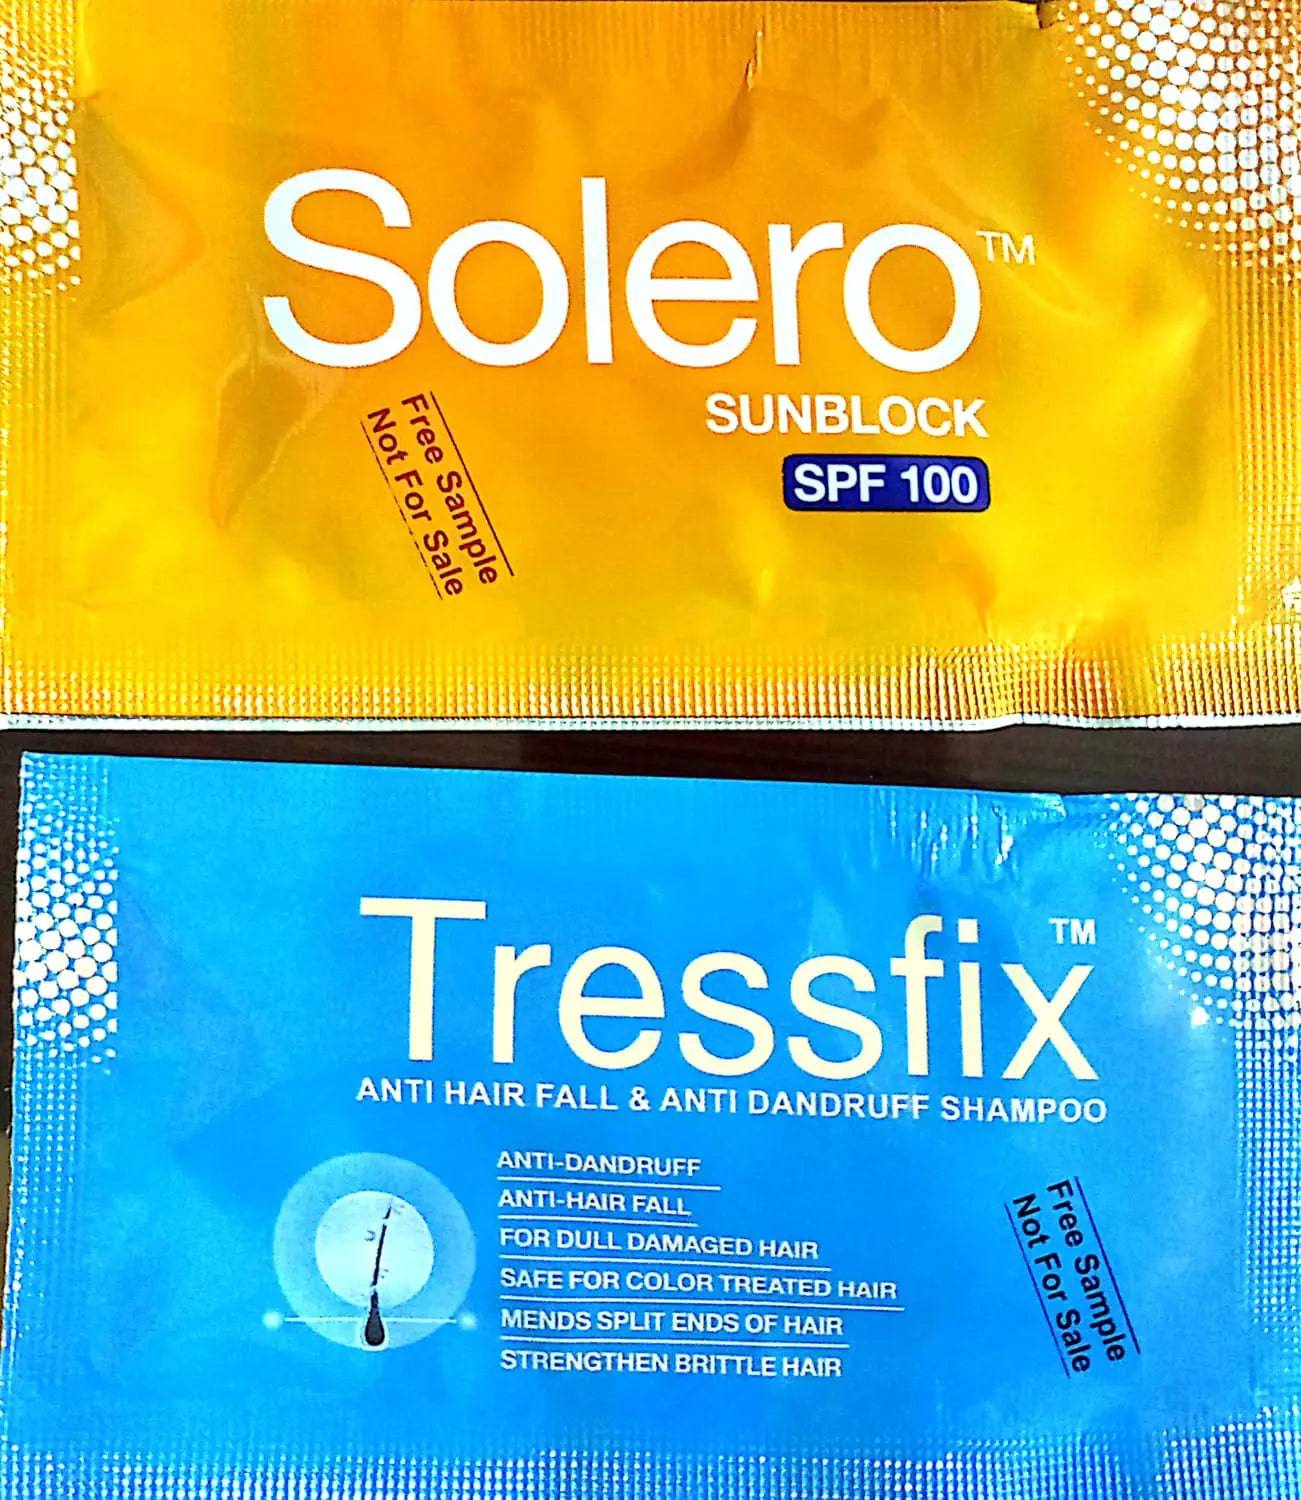 Solero™
SUNBLOCK
SPF 100
Free Sample
Not For Sale
Tressfix™
ANTI HAIR FALL & ANTI DANDRUFF SHAMPOO
ANTI-DANDRUFF
ANTI-HAIR FALL
FOR DULL DAMAGED HAIR
SAFE FOR COLOR TREATED HAIR
MENDS SPLIT ENDS OF HAIR
STRENGTHEN BRITTLE HAIR
Free Sample
Not For Sale